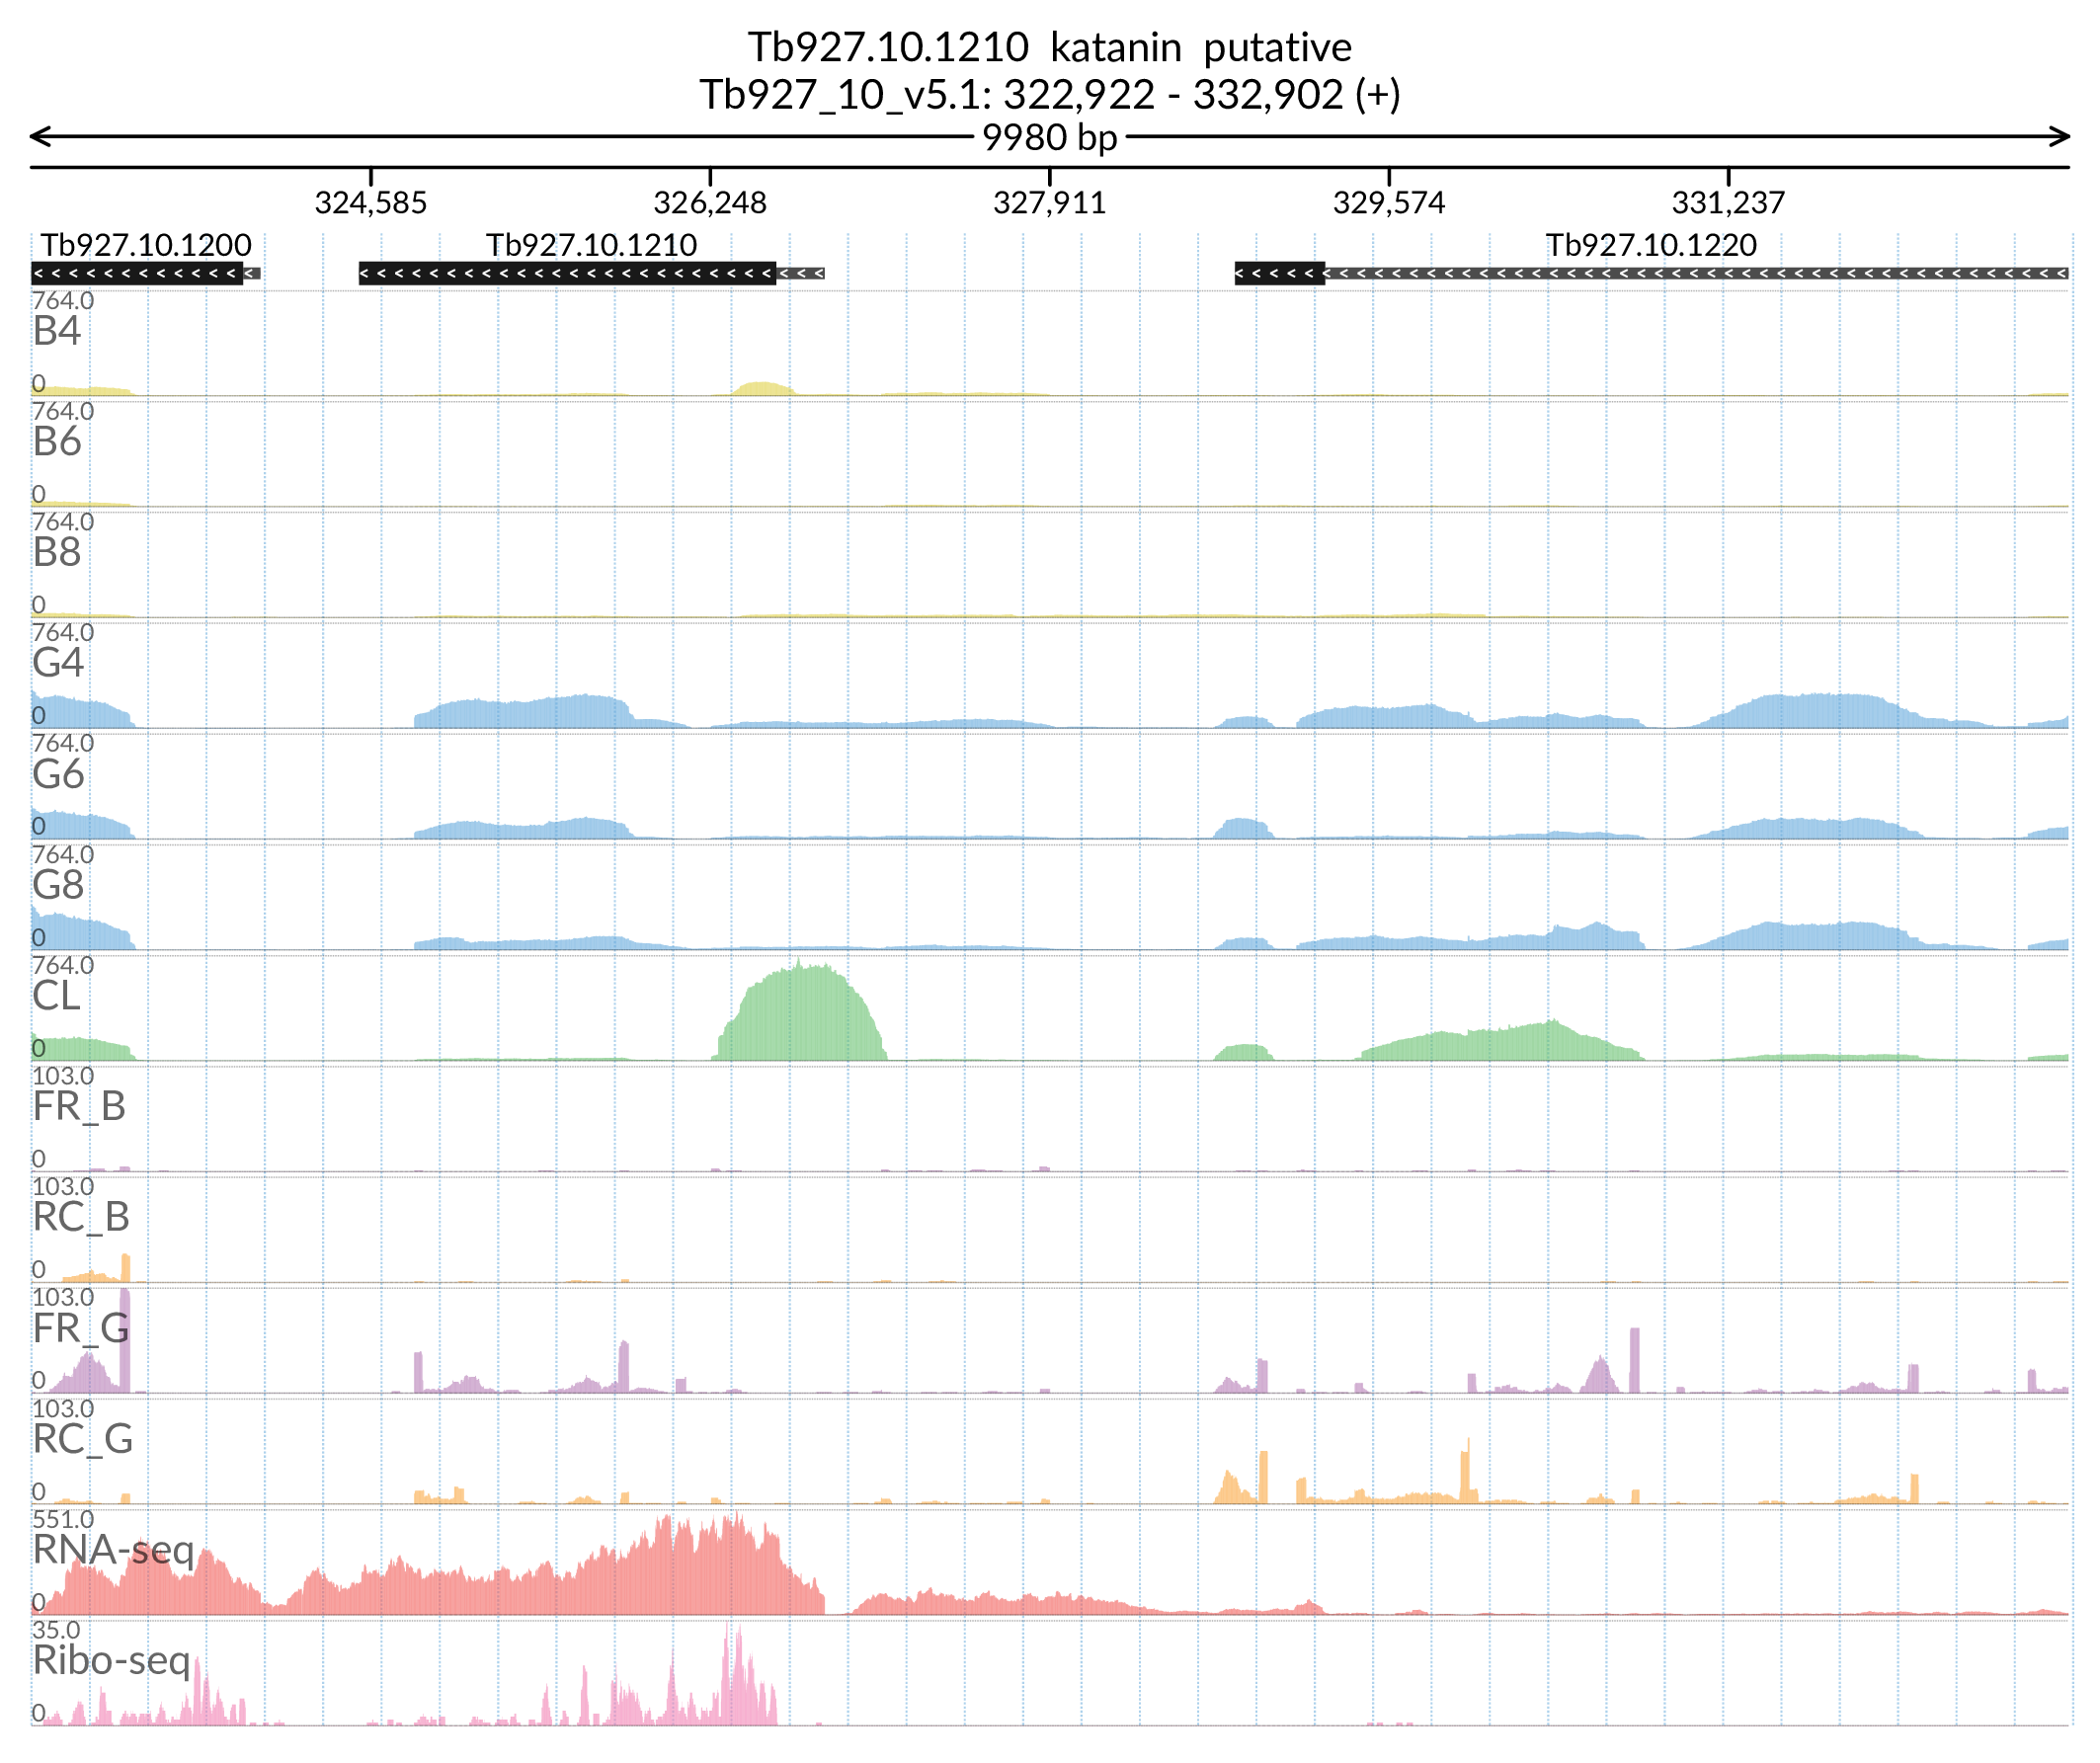 Tb927.10.1210 katanin putative
Tb927_10_v5.1: 322,922 - 332,902 (+)
9980 bp
324,585 326,248 327,911 329,574 331,237
Tb927.10.1200 Tb927.10.1210 Tb927.10.1220
764.0
B4
0
764.0
B6
0
764.0
B8
0
764.0
G4
0
764.0
G6
0
764.0
G8
0
764.0
CL
0
103.0
FR_B
0
103.0
RC_B
0
103.0
FR_G
0
103.0
RC_G
0
551.0
RNA-seq
0
35.0
Ribo-seq
0